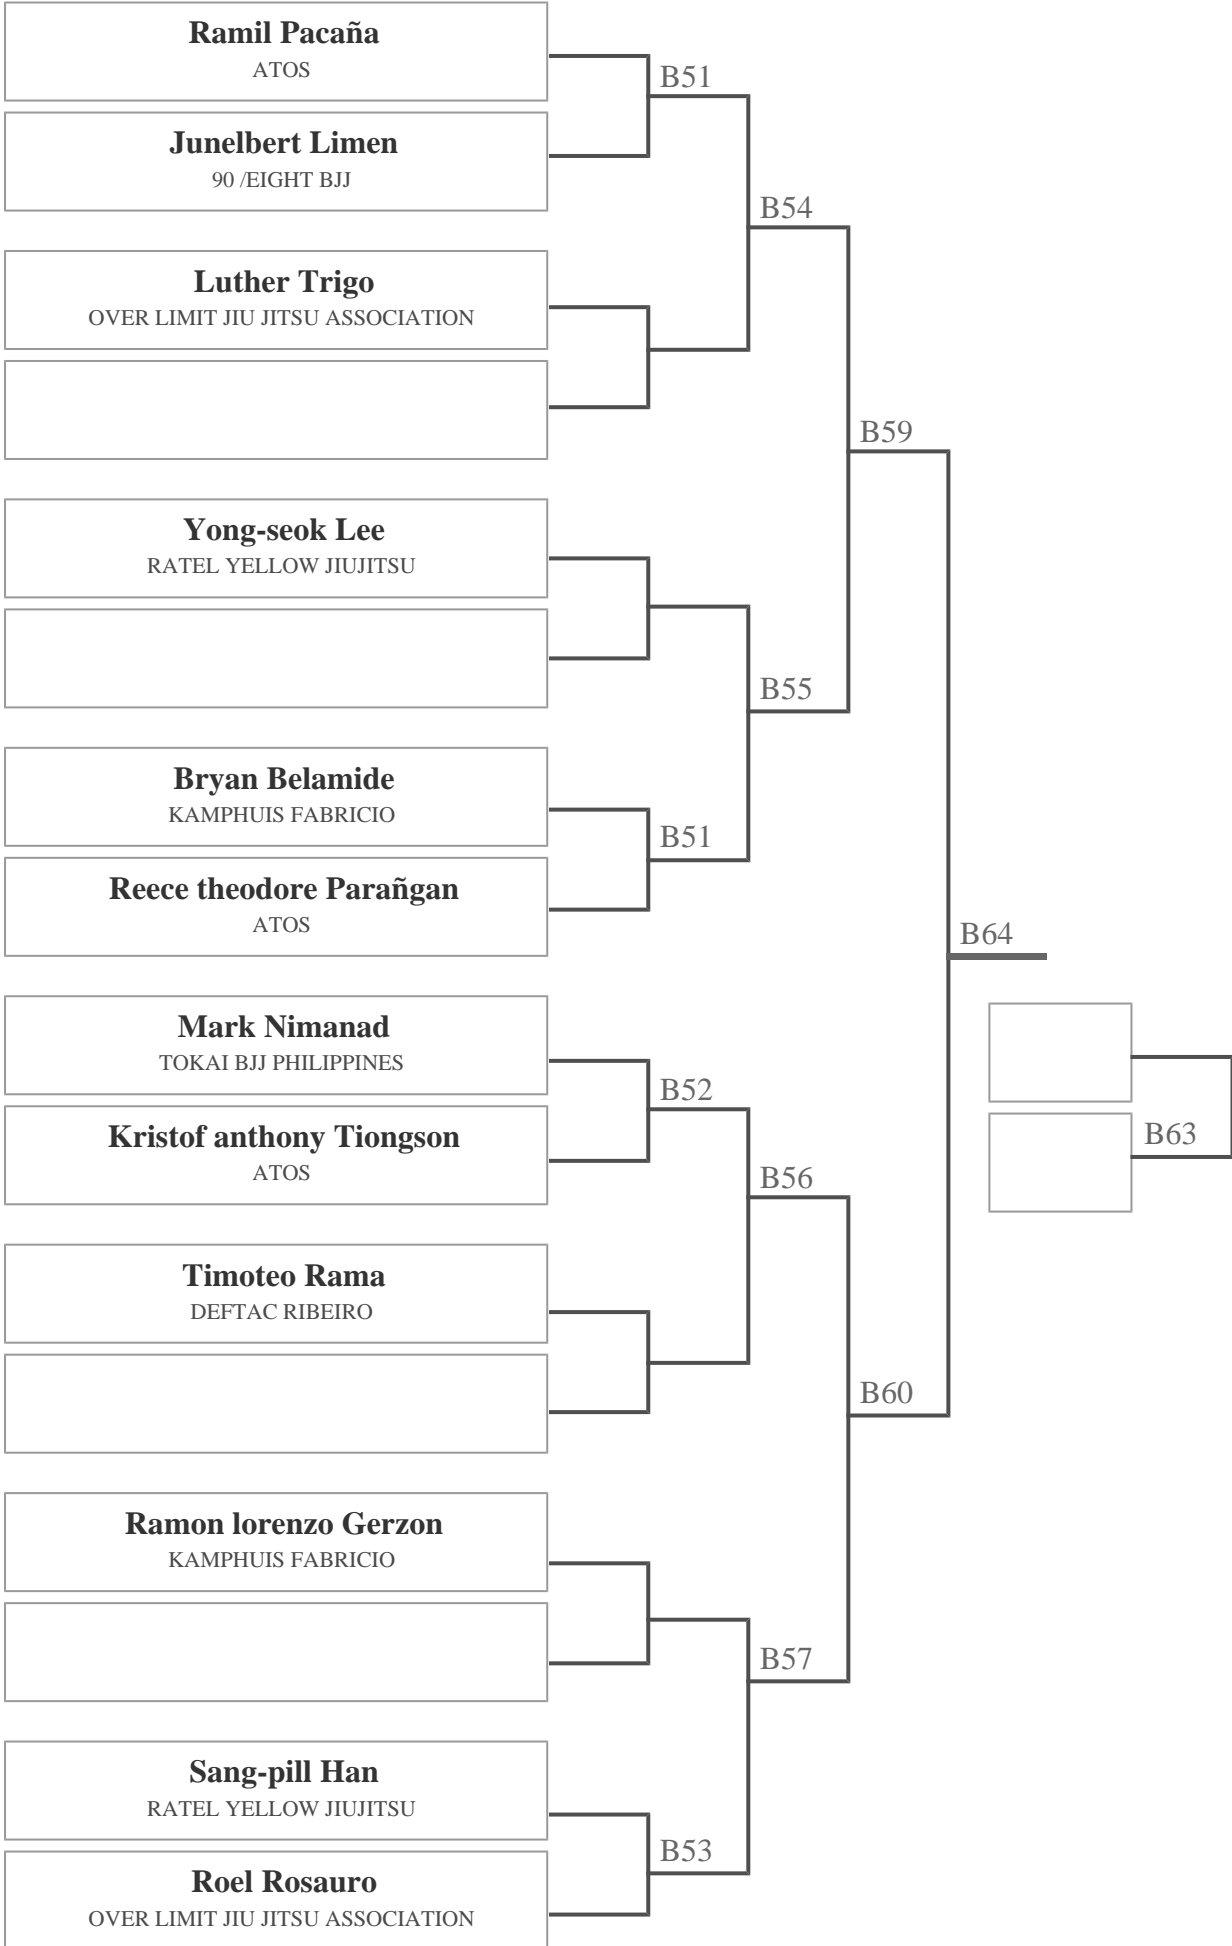 Ramil Pacaña
ATOS
B51
Junelbert Limen
90 /EIGHT BJJ
B54
Luther Trigo
OVER LIMIT JIU JITSU ASSOCIATION
B59
Yong-seok Lee
RATEL YELLOW JIUJITSU
B55
Bryan Belamide
KAMPHUIS FABRICIO
B51
Reece theodore Parañgan
ATOS
B64
Mark Nimanad
TOKAI BJJ PHILIPPINES
B52
Kristof anthony Tiongson
ATOS
B63
B56
Timoteo Rama
DEFTAC RIBEIRO
B60
Ramon lorenzo Gerzon
KAMPHUIS FABRICIO
B57
Sang-pill Han
RATEL YELLOW JIUJITSU
B53
Roel Rosauro
OVER LIMIT JIU JITSU ASSOCIATION